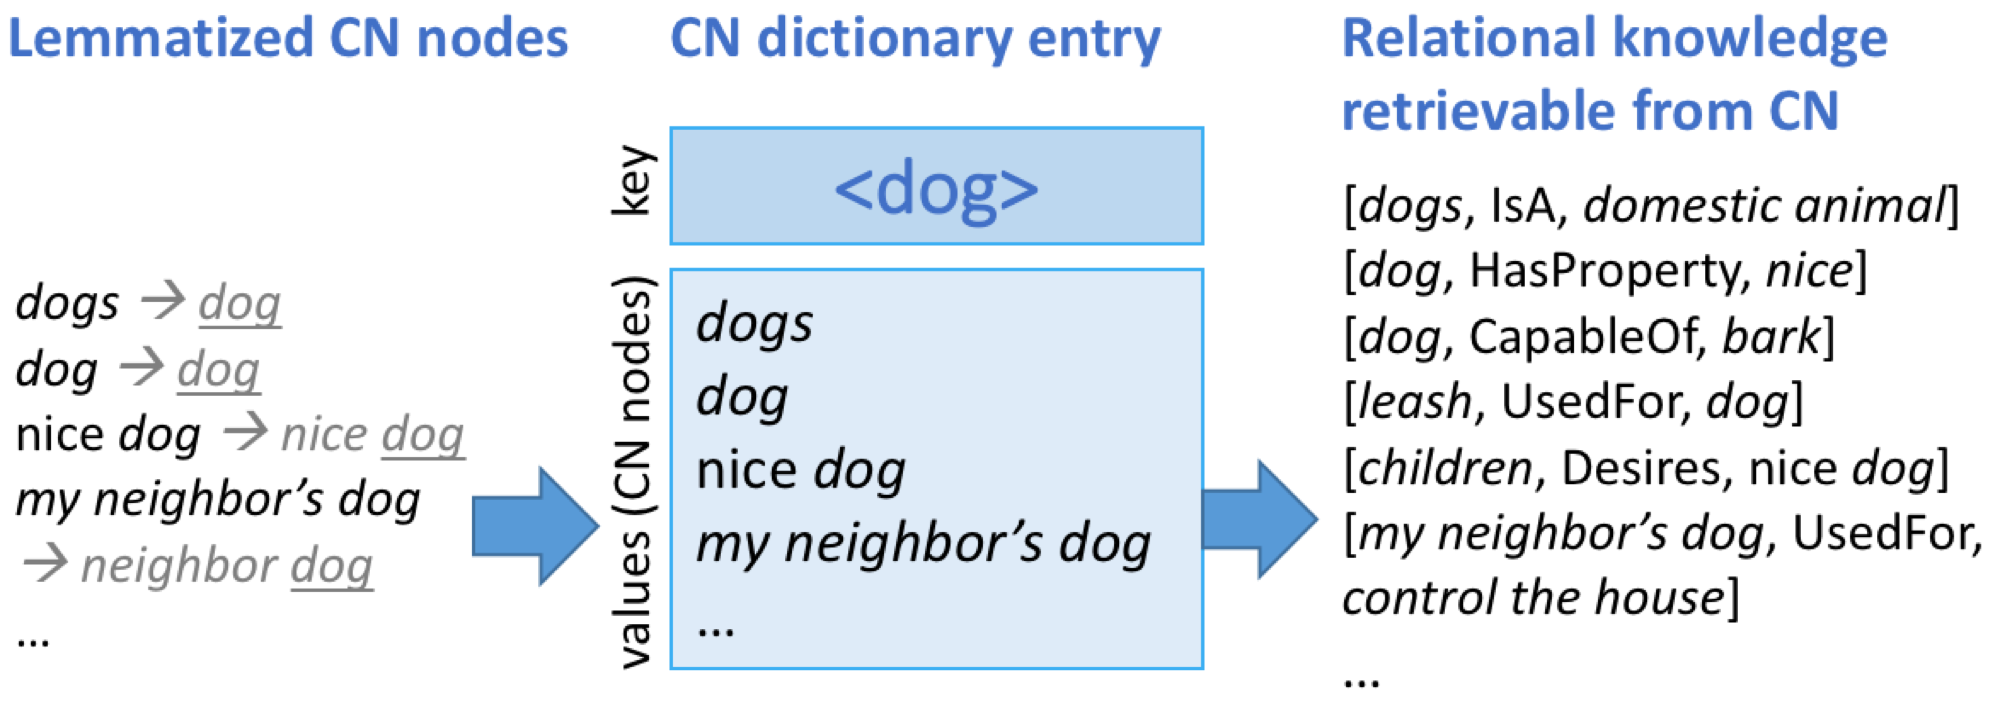 Lemmatized CN nodes
dogs → dog
dog → dog
nice dog → nice dog
my neighbor’s dog
→ neighbor dog
...
CN dictionary entry
key
<dog>
values (CN nodes)
dogs
dog
nice dog
my neighbor’s dog
...
Relational knowledge
retrievable from CN
[dogs, IsA, domestic animal]
[dog, HasProperty, nice]
[dog, CapableOf, bark]
[leash, UsedFor, dog]
[children, Desires, nice dog]
[my neighbor’s dog, UsedFor,
control the house]
...